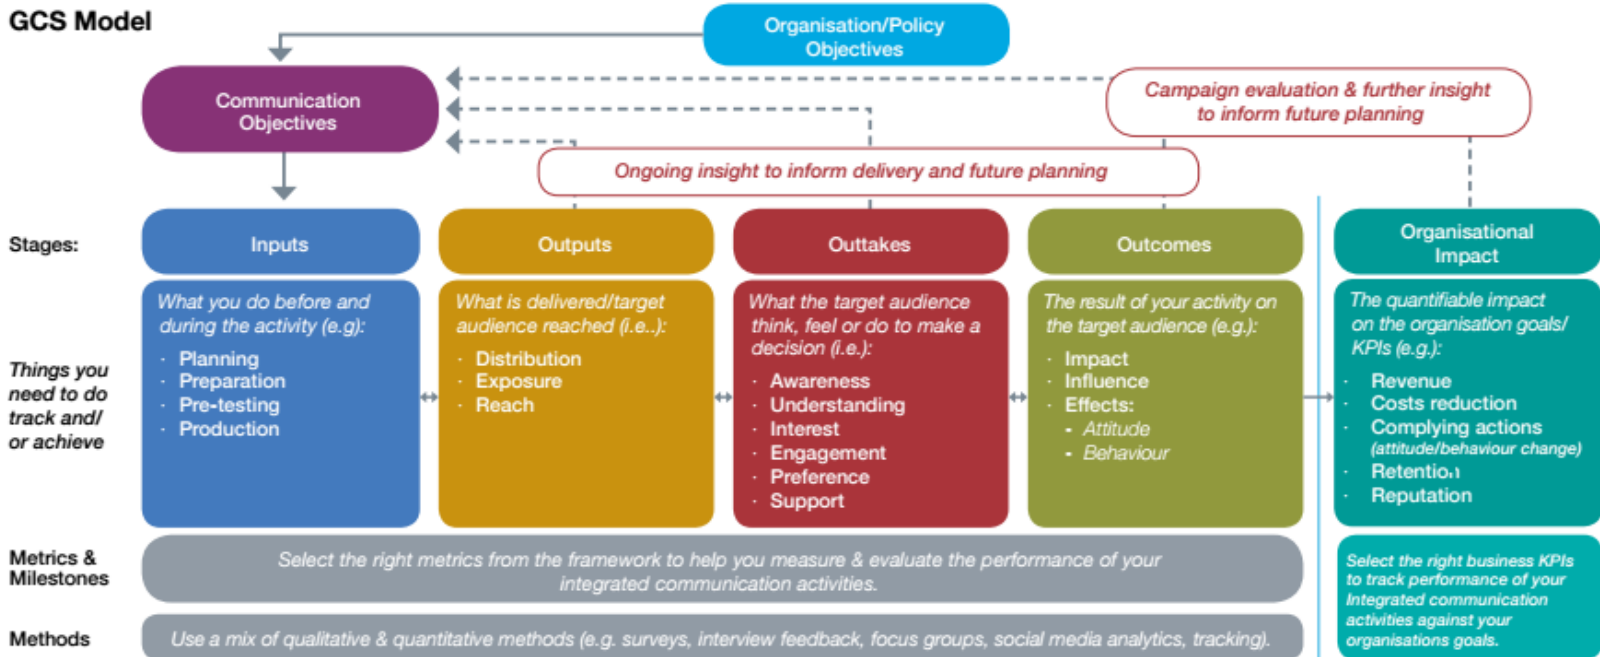 GCS Model
Organisation/Policy
Objectives
Communication
Objectives
Campaign evaluation & further insight
to inform future planning
Ongoing insight to inform delivery and future planning
Stages:
Inputs
Outputs
Outtakes
Outcomes
Organisational
Impact
Things you
need to do
track and/
or achieve
What you do before and
during the activity (e.g):
· Planning
· Preparation
· Pre-testing
· Production
What is delivered/target
audience reached (i.e..):
· Distribution
· Exposure
· Reach
What the target audience
think, feel or do to make a
decision (i.e.):
· Awareness
· Understanding
· Interest
· Engagement
· Preference
· Support
The result of your activity on
the target audience (e.g.):
· Impact
· Influence
· Effects:
- Attitude
- Behaviour
The quantifiable impact
on the organisation goals/
KPIs (e.g.):
· Revenue
· Costs reduction
· Complying actions
(attitude/behaviour change)
· Retention
· Reputation
Metrics &
Milestones
Select the right metrics from the framework to help you measure & evaluate the performance of your
integrated communication activities.
Select the right business KPIs
to track performance of your
Integrated communication
activities against your
organisations goals.
Methods
Use a mix of qualitative & quantitative methods (e.g. surveys, interview feedback, focus groups, social media analytics, tracking).